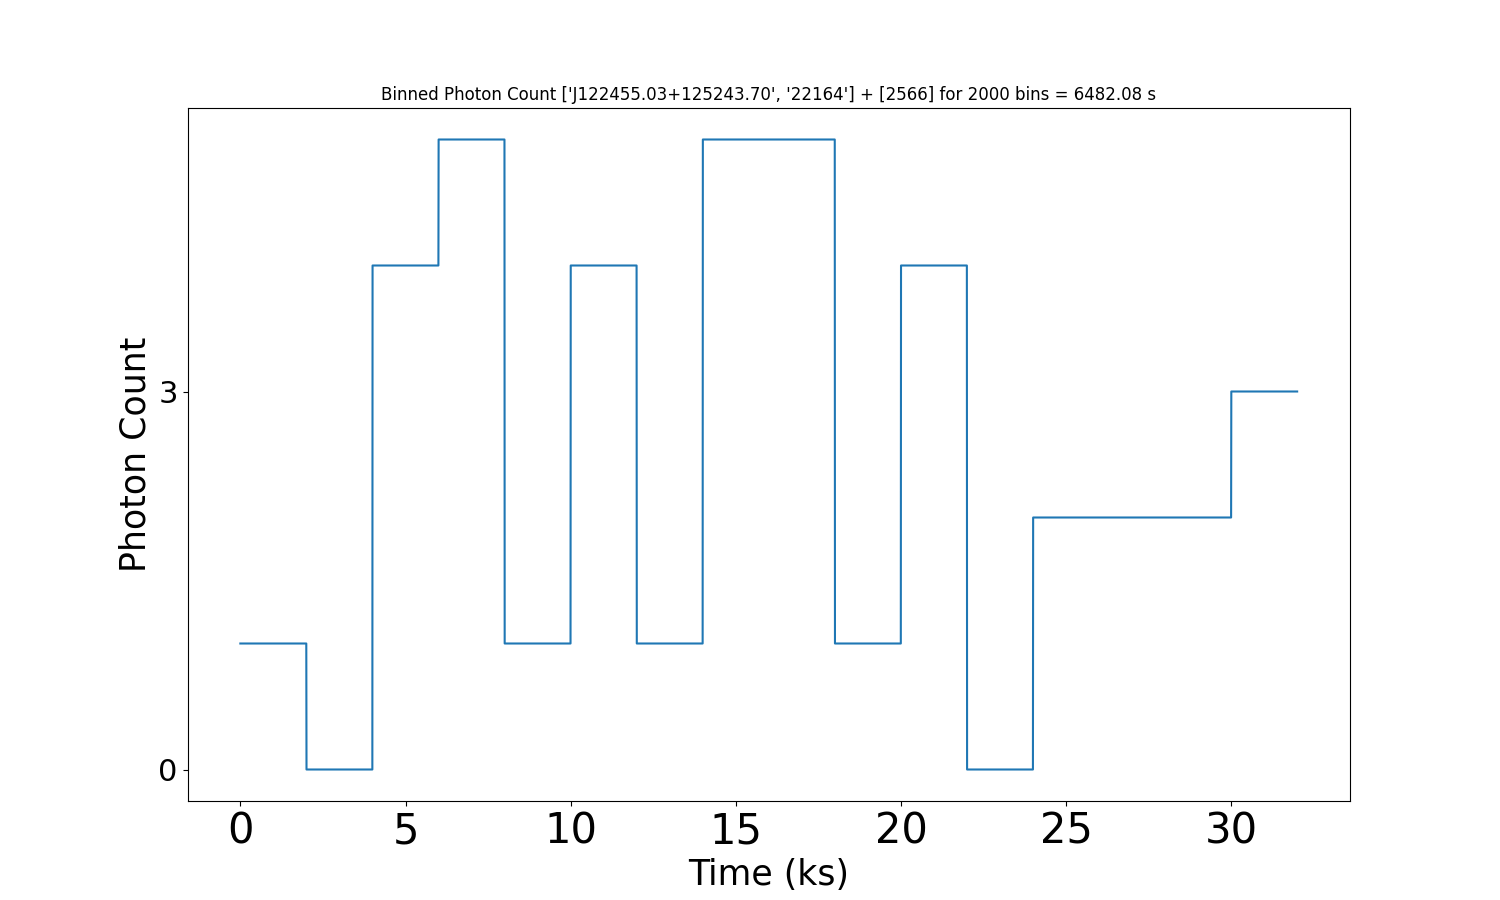 Binned Photon Count ['J122455.03+125243.70', '22164'] + [2566] for 2000 bins = 6482.08 s
Photon Count
3
0
0 5 10 15 20 25 30
Time (ks)